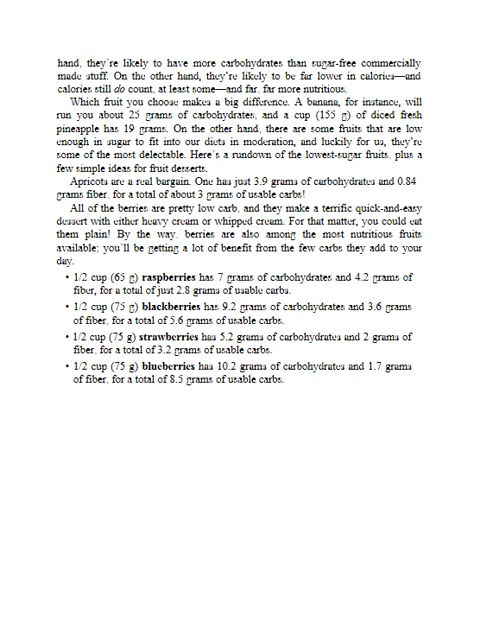 hand, they're likely to have more carbohydrates than sugar-free commercially
made stuff. On the other hand, they're likely to be far lower in calories—and
calories still do count, at least some—and far, far more nutritious.
Which fruit you choose makes a big difference. A banana, for instance, will
run you about 25 grams of carbohydrates, and a cup (155 g) of diced fresh
pineapple has 19 grams. On the other hand, there are some fruits that are low
enough in sugar to fit into our diets in moderation, and luckily for us, they're
some of the most delectable. Here's a rundown of the lowest-sugar fruits, plus a
few simple ideas for fruit desserts.
Apricots are a real bargain. One has just 3.9 grams of carbohydrates and 0.84
grams fiber, for a total of about 3 grams of usable carbs!
All of the berries are pretty low carb, and they make a terrific quick-and-easy
dessert with either heavy cream or whipped cream. For that matter, you could eat
them plain! By the way, berries are also among the most nutritious fruits
available; you'll be getting a lot of benefit from the few carbs they add to your
day.
• 1/2 cup (65 g) raspberries has 7 grams of carbohydrates and 4.2 grams of
fiber, for a total of just 2.8 grams of usable carbs.
• 1/2 cup (75 g) blackberries has 9.2 grams of carbohydrates and 3.6 grams
of fiber, for a total of 5.6 grams of usable carbs.
• 1/2 cup (75 g) strawberries has 5.2 grams of carbohydrates and 2 grams of
fiber, for a total of 3.2 grams of usable carbs.
• 1/2 cup (75 g) blueberries has 10.2 grams of carbohydrates and 1.7 grams
of fiber, for a total of 8.5 grams of usable carbs.